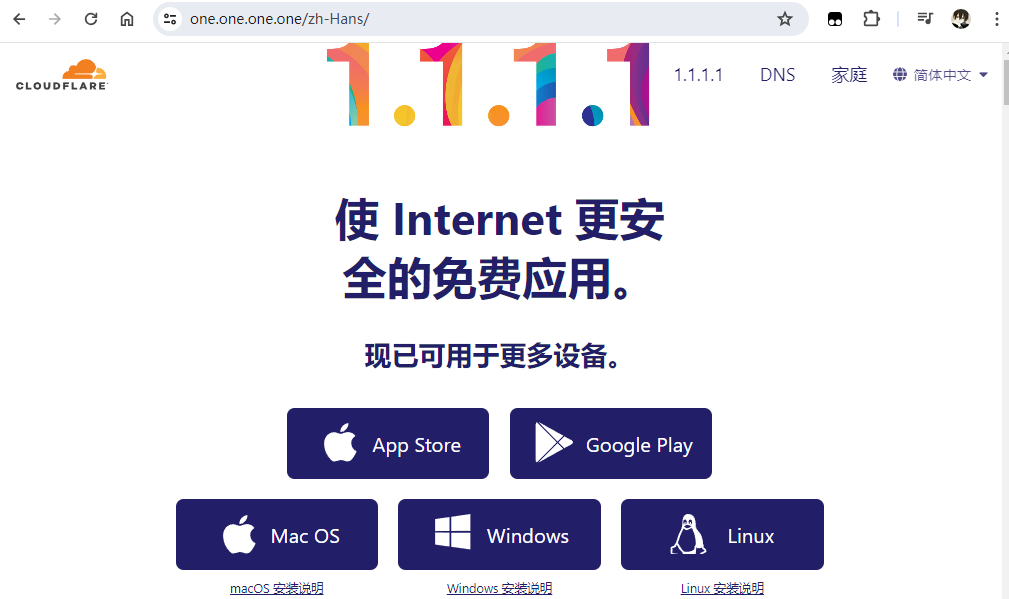 one.one.one.one/zh-Hans/
CLOUDFLARE
1.1.1.1
1.1.1.1
DNS
家庭
简体中文
使 Internet 更安
全的免费应用。
现已可用于更多设备。
App Store
Google Play
Mac OS
Windows
Linux
macOS 安装说明
Windows 安装说明
Linux 安装说明